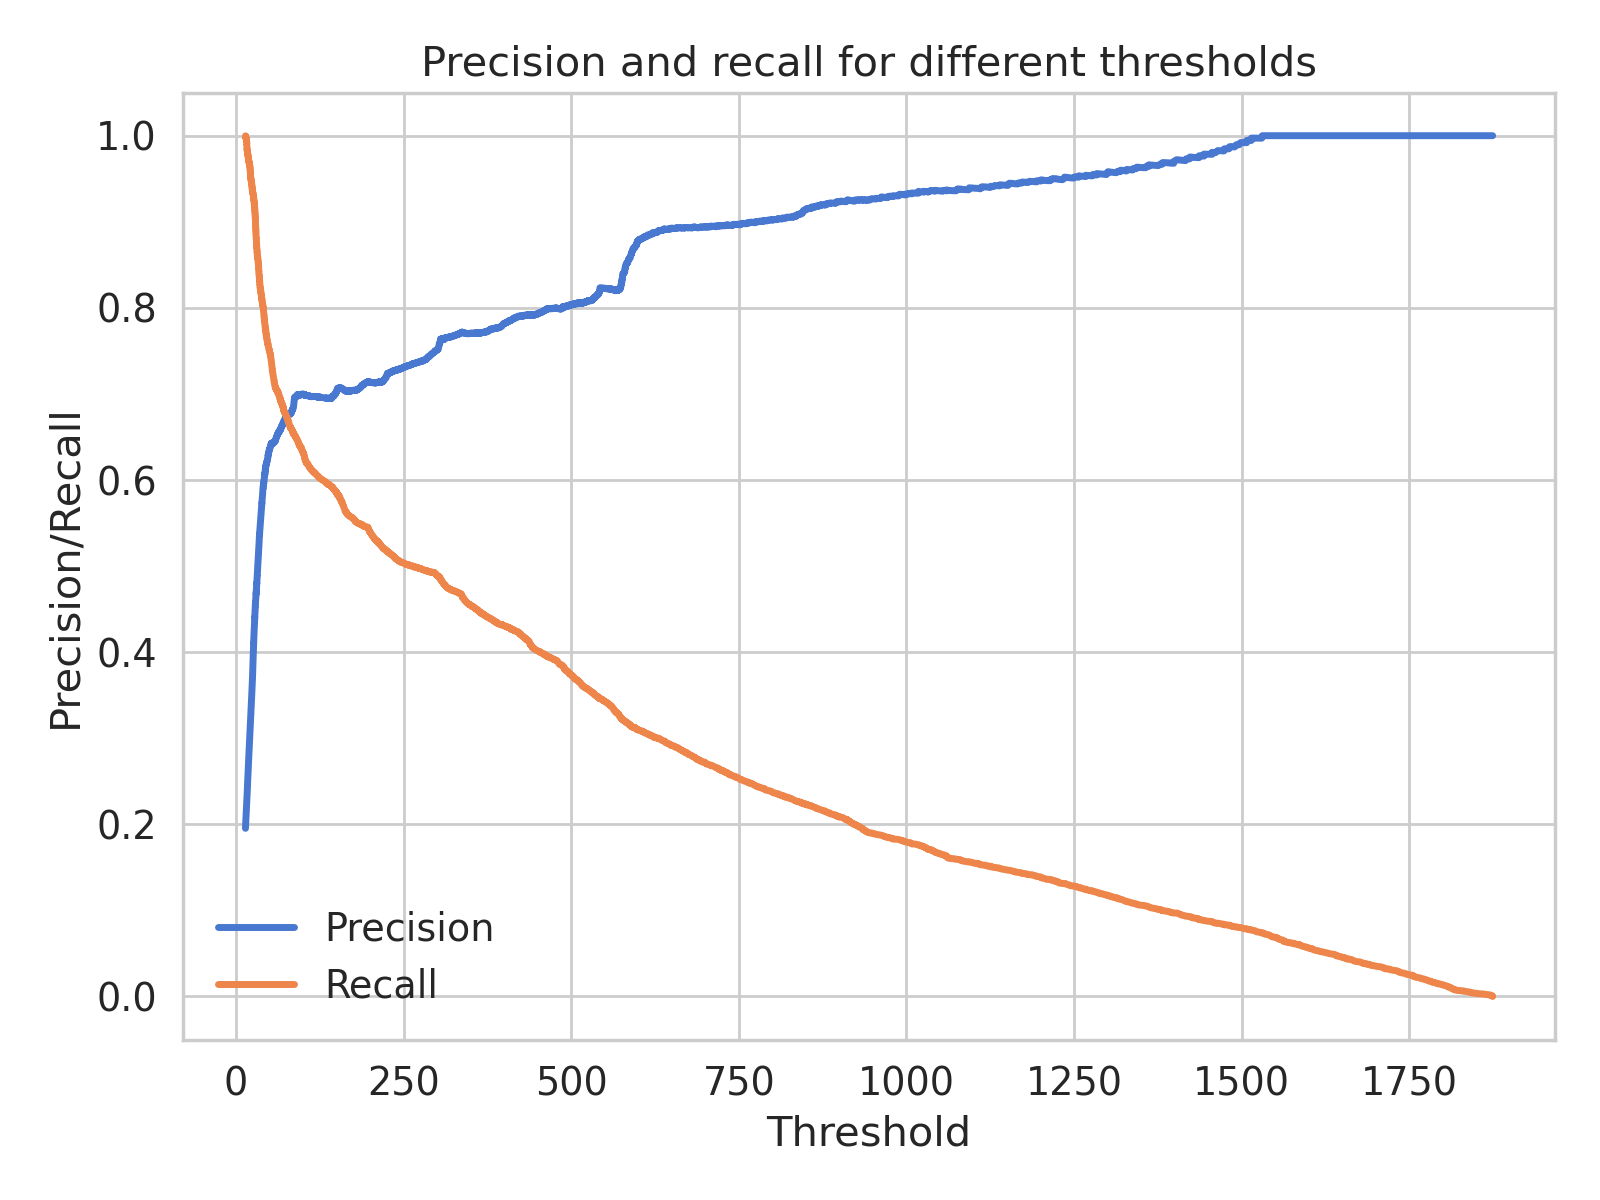 Precision and recall for different thresholds
Precision/Recall
1.0
0.8
0.6
0.4
0.2
0.0
Precision
Recall
0 250 500 750 1000 1250 1500 1750
Threshold